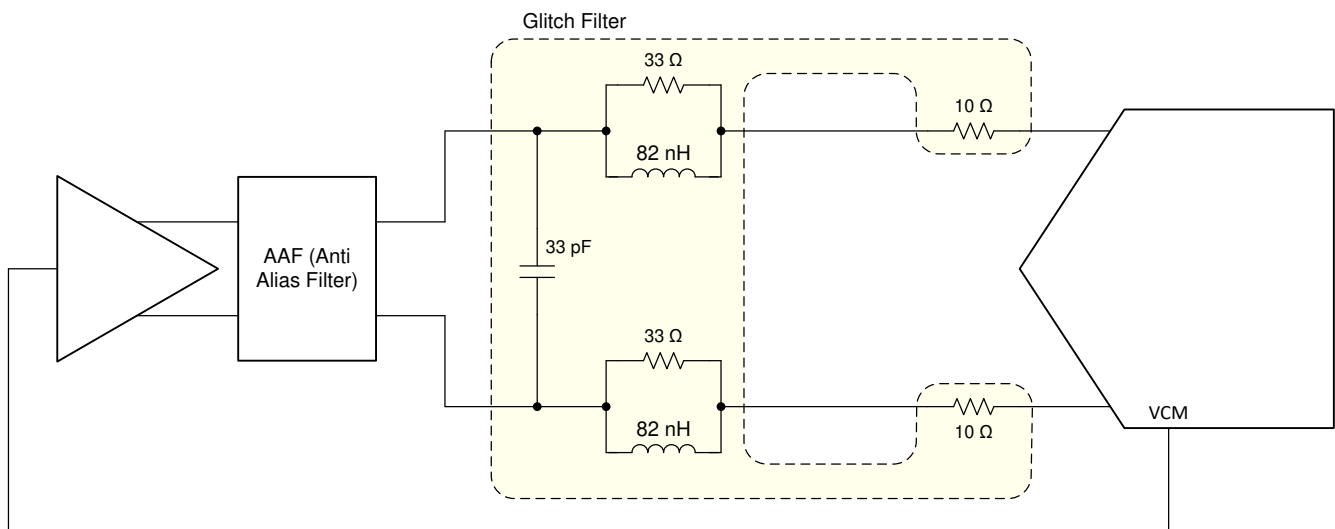 Glitch Filter
33 Ω
10 Ω
82 nH
AAF (Anti
Alias Filter)
33 pF
33 Ω
82 nH
10 Ω
VCM